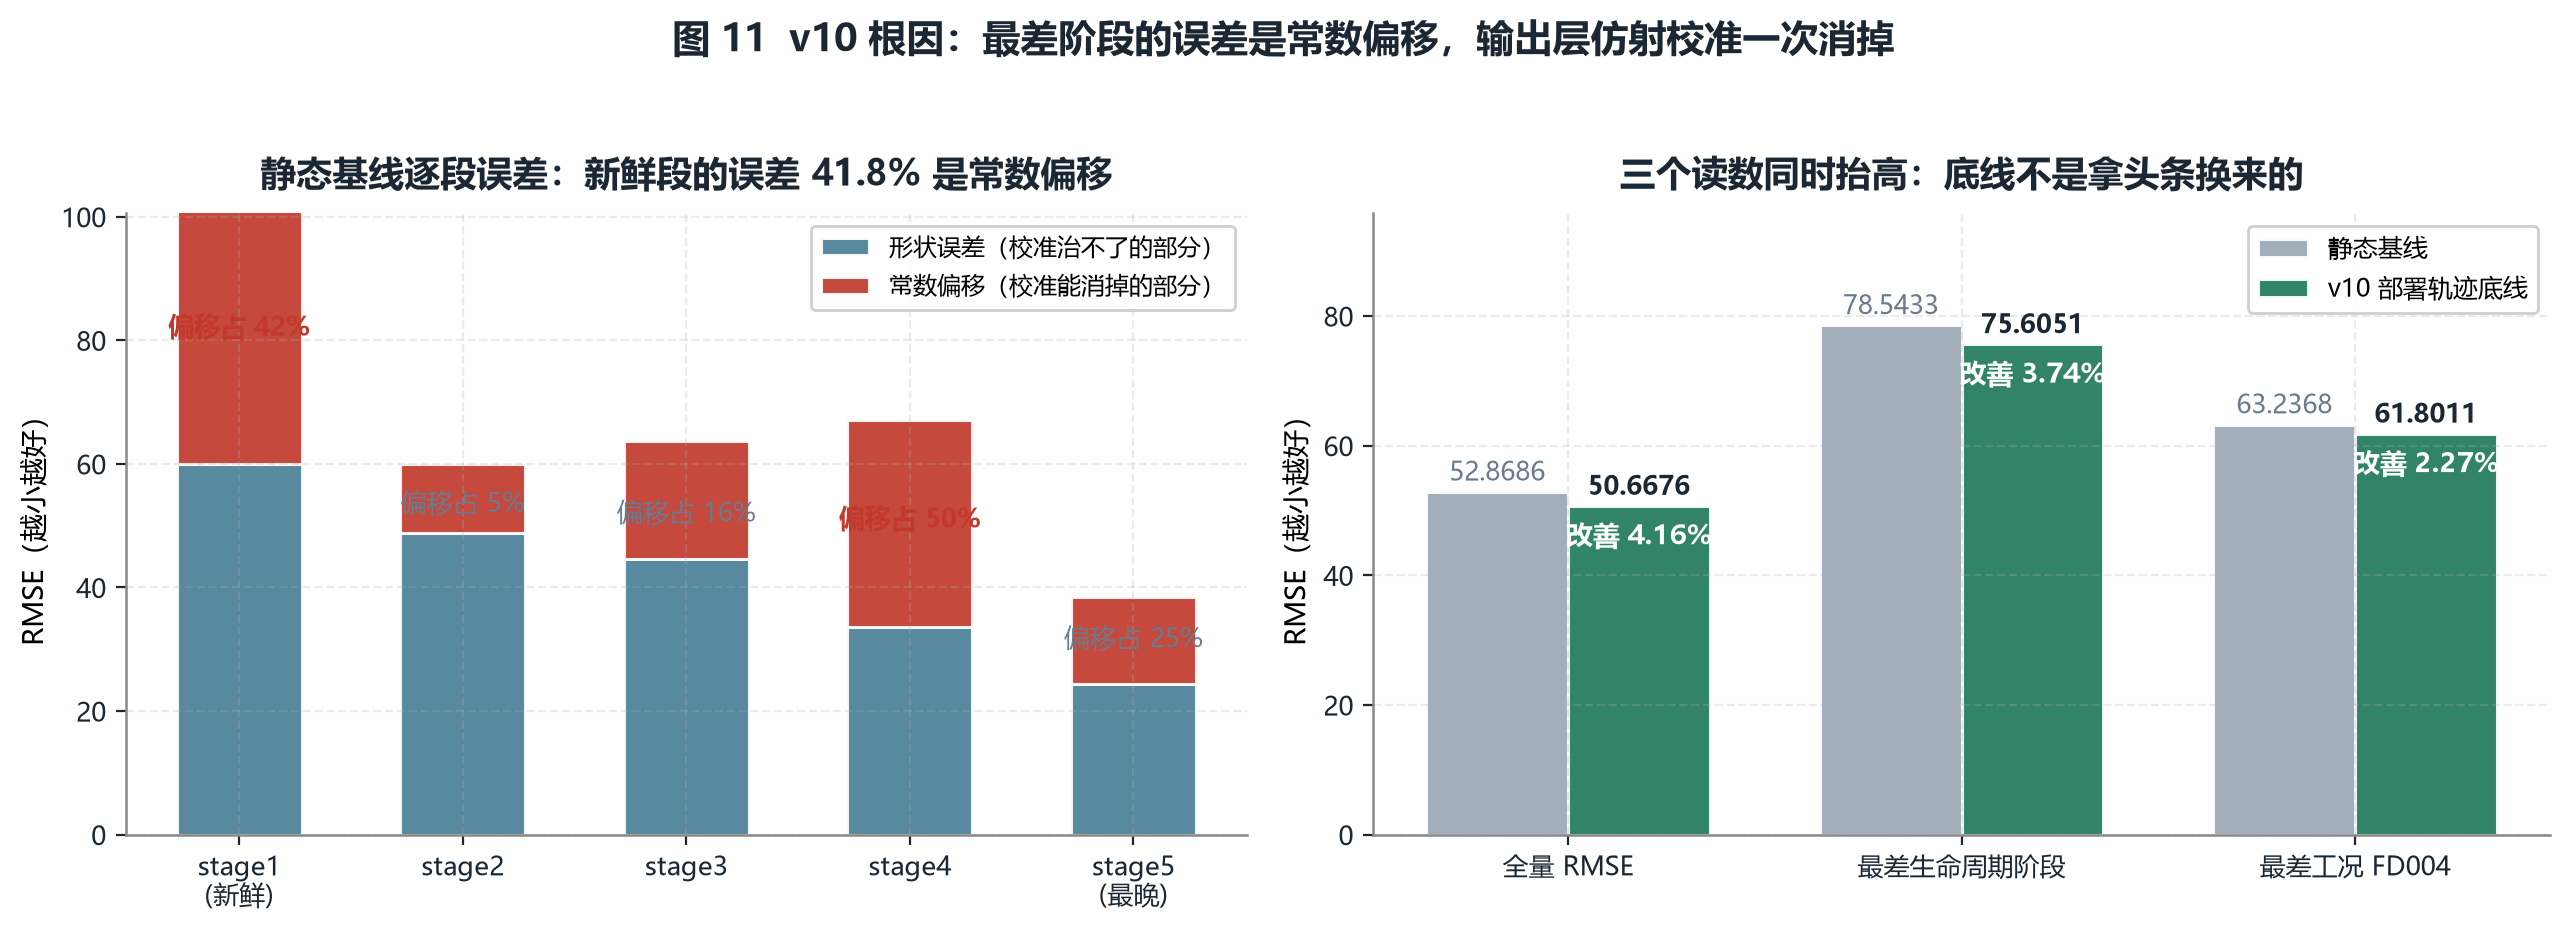 图 11  v10 根因：最差阶段的误差是常数偏移，输出层仿射校准一次消掉
静态基线逐段误差：新鲜段的误差 41.8% 是常数偏移
RMSE（越小越好）
100
80
60
40
20
0
形状误差（校准治不了的部分）
常数偏移（校准能消掉的部分）
偏移占 42%
偏移占 5%
偏移占 16%
偏移占 50%
偏移占 25%
stage1
(新鲜)
stage2
stage3
stage4
stage5
(最晚)
三个读数同时抬高：底线不是拿头条换来的
RMSE（越小越好）
80
60
40
20
0
静态基线
v10 部署轨迹底线
52.8686
50.6676
改善 4.16%
78.5433
75.6051
改善 3.74%
63.2368
61.8011
改善 2.27%
全量 RMSE
最差生命周期阶段
最差工况 FD004